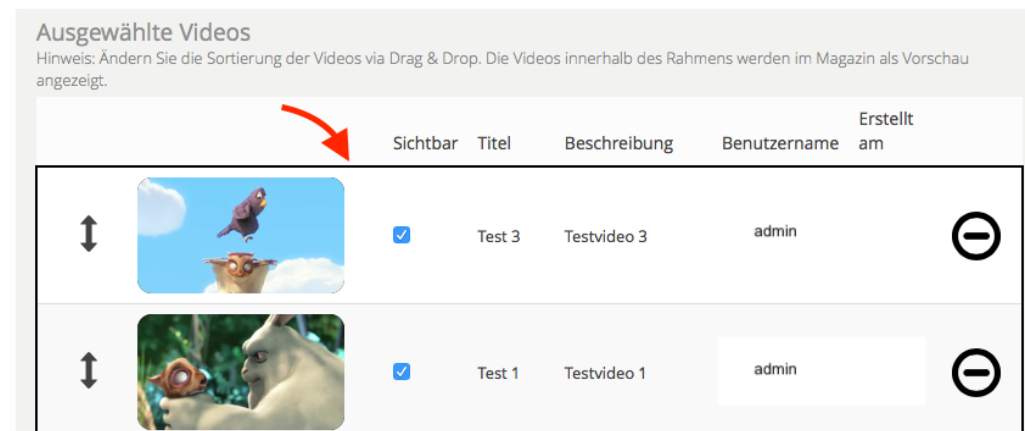 Ausgewählte Videos
Hinweis: Ändern Sie die Sortierung der Videos via Drag & Drop. Die Videos innerhalb des Rahmens werden im Magazin als Vorschau
angezeigt.
Sichtbar Titel Beschreibung Benutzername Erstellt am
Test 3 Testvideo 3 admin
Test 1 Testvideo 1 admin